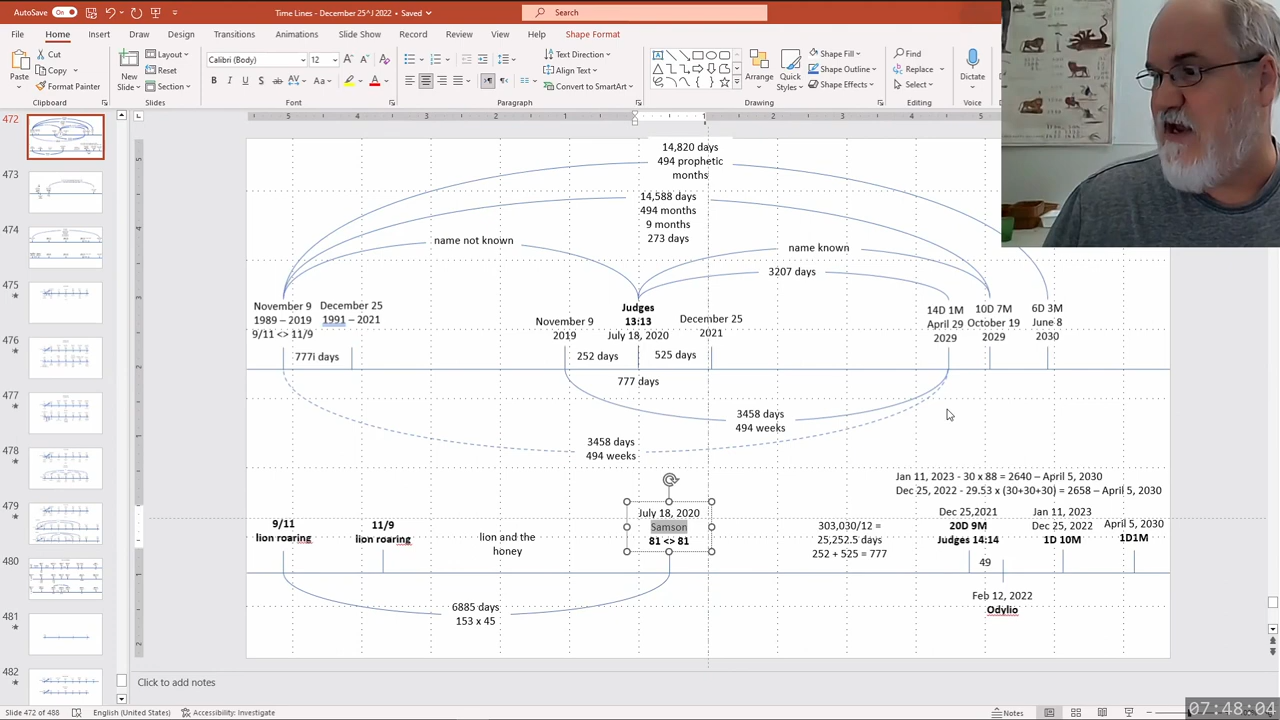 AutoSave On Time Lines - December 25^J 2022 • Saved Search
File Home Insert Draw Design Transitions Animations Slide Show Record Review View Help Shape Format
Paste Cut Copy Format Painter Clipboard
New Slide Layout Reset Section Slides
Calibri (Body) 12 Font
Paragraph Text Direction Align Text Convert to SmartArt
Arrange Quick Styles Shape Fill Shape Outline Shape Effects Drawing
Find Replace Select Editing
Dictate Voice
472
473
474
475
476
477
478
479
480
481
482
14,820 days
494 prophetic
months
14,588 days
494 months
9 months
273 days
name not known
name known
3207 days
November 9
1989 – 2019
9/11 <> 11/9
December 25
1991 – 2021
777i days
November 9
2019
252 days
Judges
13:13
July 18, 2020
525 days
December 25
2021
777 days
14D 1M
April 29
2029
10D 7M
October 19
2029
6D 3M
June 8
2030
3458 days
494 weeks
3458 days
494 weeks
Jan 11, 2023 - 30 x 88 = 2640 – April 5, 2030
Dec 25, 2022 - 29.53 x (30+30+30) = 2658 – April 5, 2030
9/11
lion roaring
11/9
lion roaring
lion and the
honey
July 18, 2020
Samson
81 <> 81
303,030/12 =
25,252.5 days
252 + 525 = 777
Dec 25,2021
20D 9M
Judges 14:14
49
Jan 11, 2023
Dec 25, 2022
1D 10M
April 5, 2030
1D1M
Feb 12, 2022
Odylio
6885 days
153 x 45
Click to add notes
Slide 472 of 488 English (United States) Accessibility: Investigate Notes
07:48:04